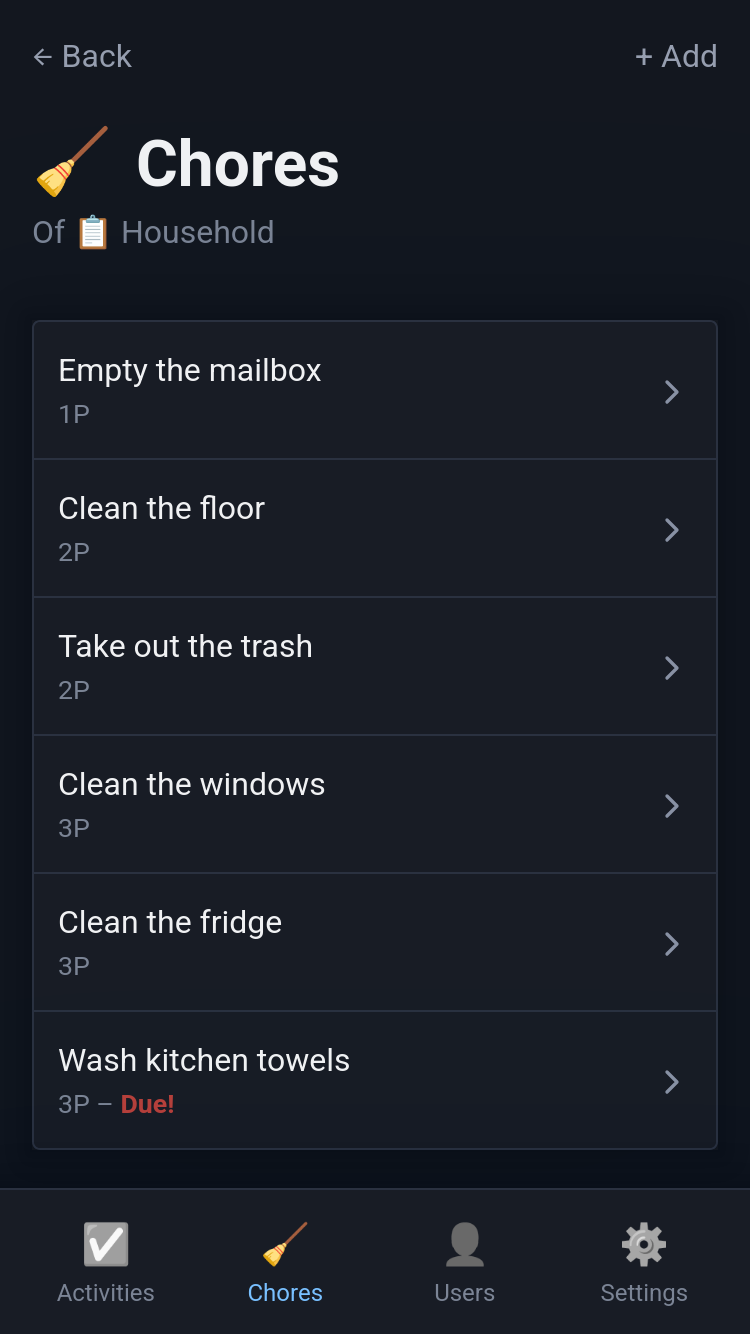 ← Back
+ Add
🧹 Chores
Of 📋 Household
Empty the mailbox
1P
Clean the floor
2P
Take out the trash
2P
Clean the windows
3P
Clean the fridge
3P
Wash kitchen towels
3P – Due!
Activities
Chores
Users
Settings